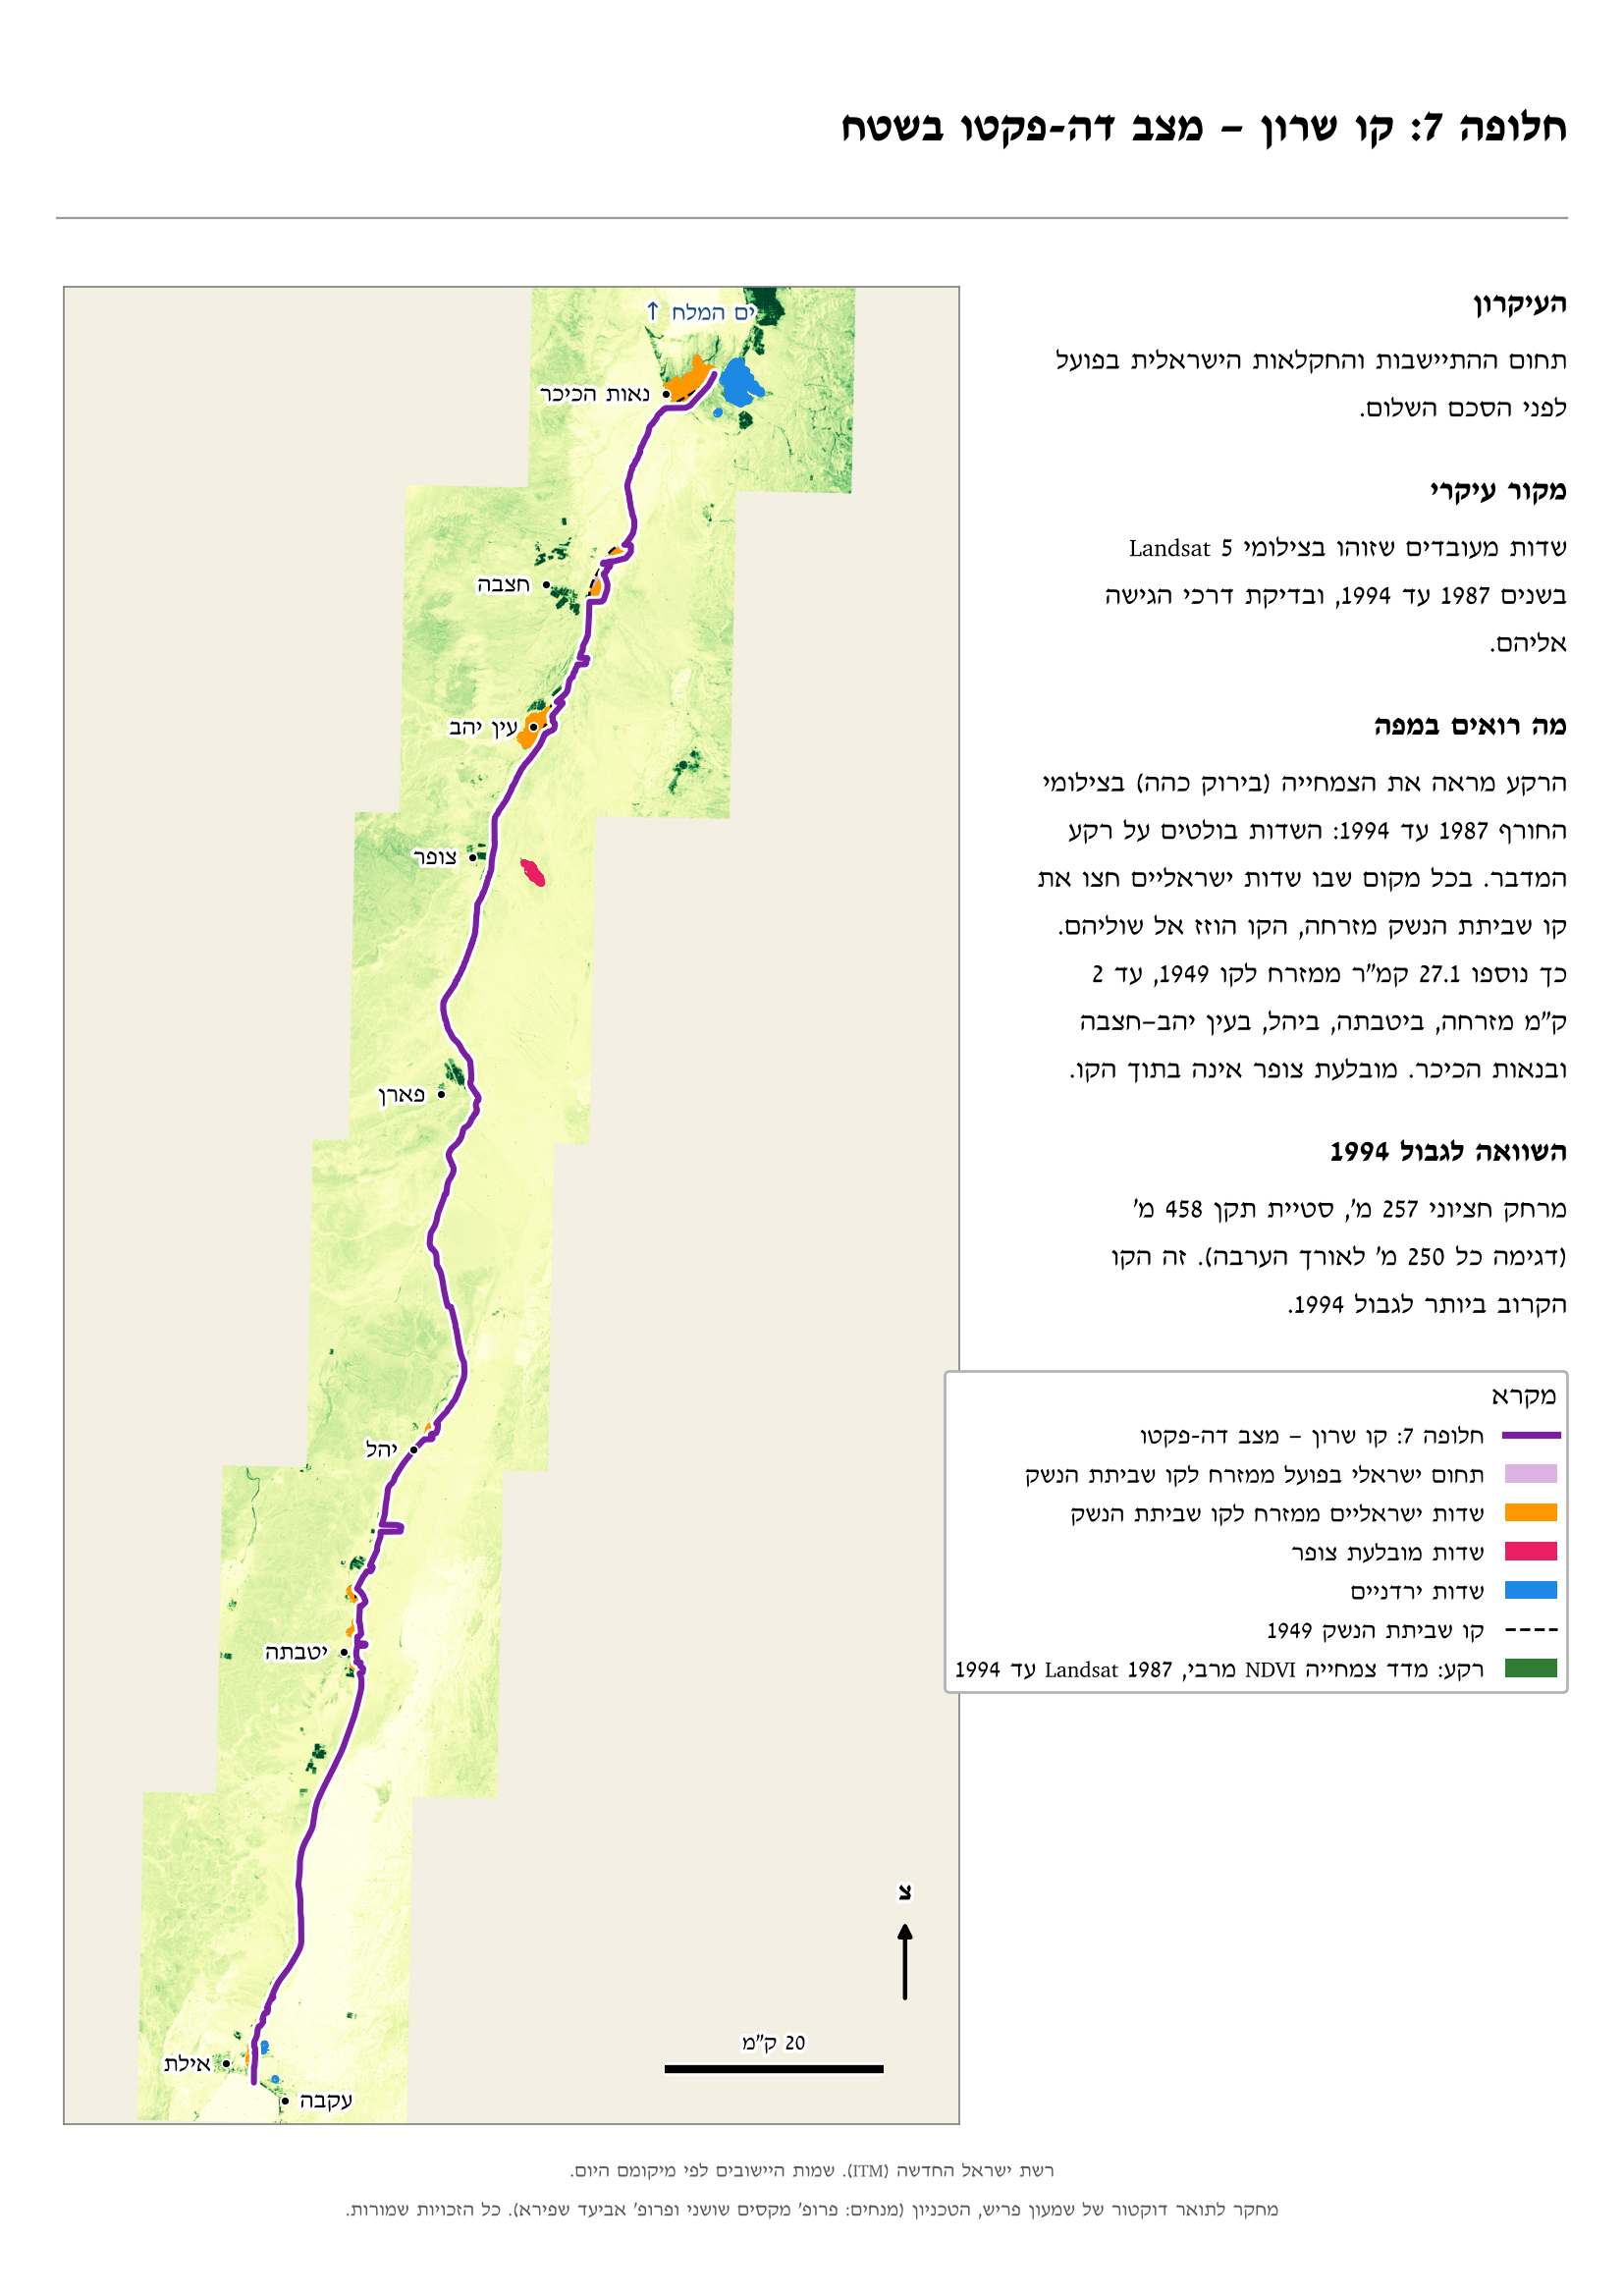 חלופה 7: קו שרון – מצב דה-פקטו בשטח
העיקרון
תחום ההתיישבות והחקלאות הישראלית בפועל
לפני הסכם השלום.
מקור עיקרי
שדות מעובדים שזוהו בצילומי Landsat 5
בשנים 1987 עד 1994, ובדיקת דרכי הגישה
אליהם.
מה רואים במפה
הרקע מראה את הצמחייה (בירוק כהה) בצילומי
החורף 1987 עד 1994: השדות בולטים על רקע
המדבר. בכל מקום שבו שדות ישראליים חצו את
קו שביתת הנשק מזרחה, הקו הוזז אל שוליהם.
כך נוספו 27.1 קמ"ר ממזרח לקו 1949, עד 2
ק"מ מזרחה, ביטבתה, ביהל, בעין יהב–חצבה
ובנאות הכיכר. מובלעת צופר אינה בתוך הקו.
השוואה לגבול 1994
מרחק חציוני 257 מ', סטיית תקן 458 מ'
(דגימה כל 250 מ' לאורך הערבה). זה הקו
הקרוב ביותר לגבול 1994.
מקרא
חלופה 7: קו שרון – מצב דה-פקטו
תחום ישראלי בפועל ממזרח לקו שביתת הנשק
שדות ישראליים ממזרח לקו שביתת הנשק
שדות מובלעת צופר
שדות ירדניים
קו שביתת הנשק 1949
רקע: מדד צמחייה NDVI מרבי, Landsat 1987 עד 1994
ים המלח ↑
נאות הכיכר
חצבה
עין יהב
צופר
פארן
יהל
יטבתה
אילת
עקבה
צ
20 ק"מ
רשת ישראל החדשה (ITM). שמות היישובים לפי מיקומם היום.
מחקר לתואר דוקטור של שמעון פריש, הטכניון (מנחים: פרופ' מקסים שושני ופרופ' אביעד שפירא). כל הזכויות שמורות.